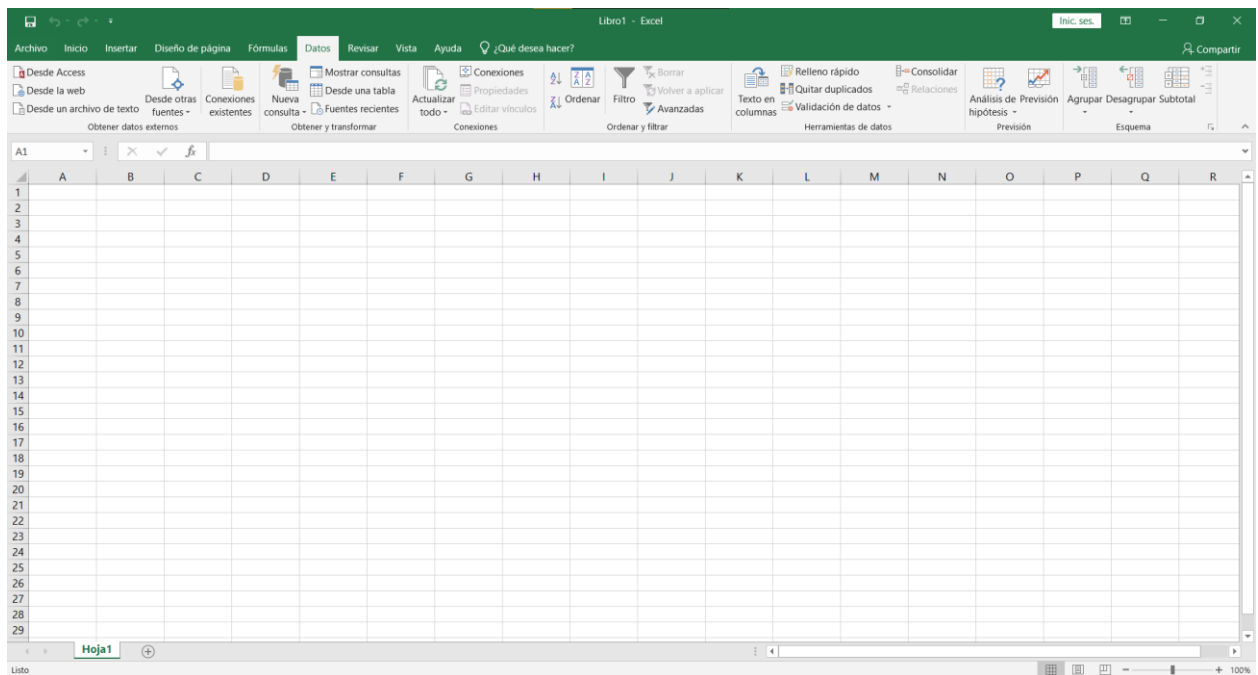 Libro1 - Excel
Inic. ses.
Archivo Inicio Insertar Diseño de página Fórmulas Datos Revisar Vista Ayuda ¿Qué desea hacer? Compartir
Desde Access
Desde la web
Desde un archivo de texto
Desde otras fuentes
Conexiones existentes
Obtener datos externos
Nueva consulta
Mostrar consultas
Desde una tabla
Fuentes recientes
Obtener y transformar
Actualizar todo
Conexiones
Propiedades
Editar vínculos
Conexiones
Ordenar
Filtro
Borrar
Volver a aplicar
Avanzadas
Ordenar y filtrar
Texto en columnas
Relleno rápido
Quitar duplicados
Validación de datos
Consolidar
Relaciones
Herramientas de datos
Análisis de hipótesis
Previsión
Previsión
Agrupar
Desagrupar
Subtotal
Esquema
A1
fx
A B C D E F G H I J K L M N O P Q R
1
2
3
4
5
6
7
8
9
10
11
12
13
14
15
16
17
18
19
20
21
22
23
24
25
26
27
28
29
Hoja1
Listo
100%